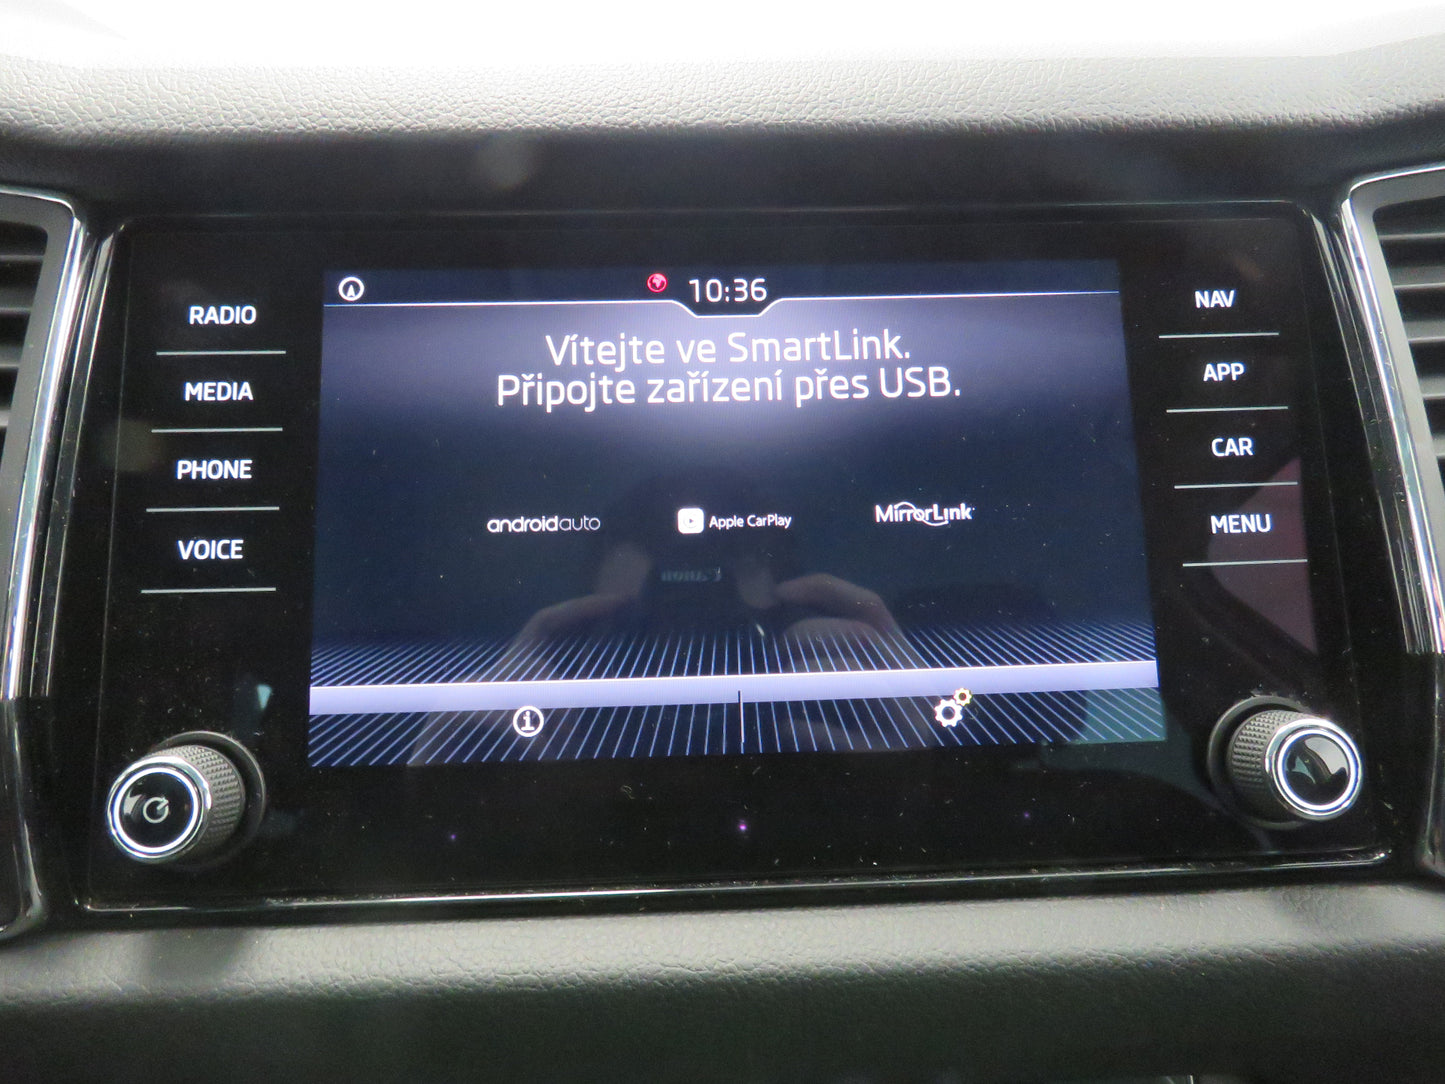 10:36
Vítejte ve SmartLink.
Připojte zařízení přes USB.
androidauto
Apple CarPlay
MirrorLink
RADIO
MEDIA
PHONE
VOICE
NAV
APP
CAR
MENU